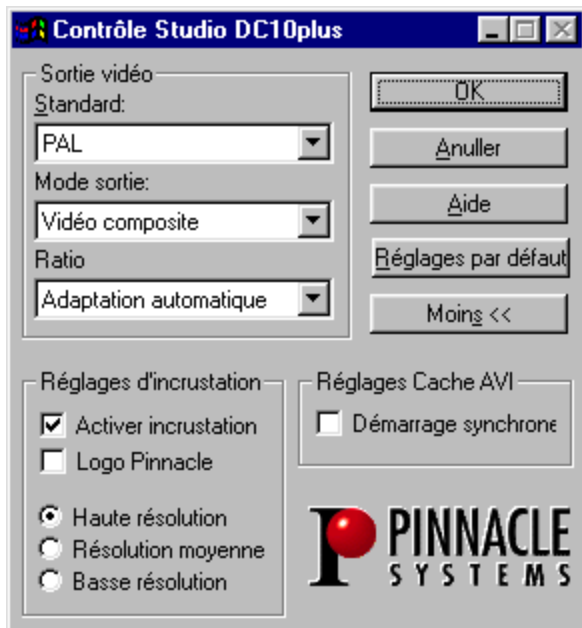 Contrôle Studio DC10plus
Sortie vidéo
Standard:
PAL
Mode sortie:
Vidéo composite
Ratio
Adaptation automatique
OK
Anuller
Aide
Réglages par défaut
Moins <<
Réglages d'incrustation
Activer incrustation
Logo Pinnacle
Haute résolution
Résolution moyenne
Basse résolution
Réglages Cache AVI
Démarrage synchrone
PINNACLE
SYSTEMS